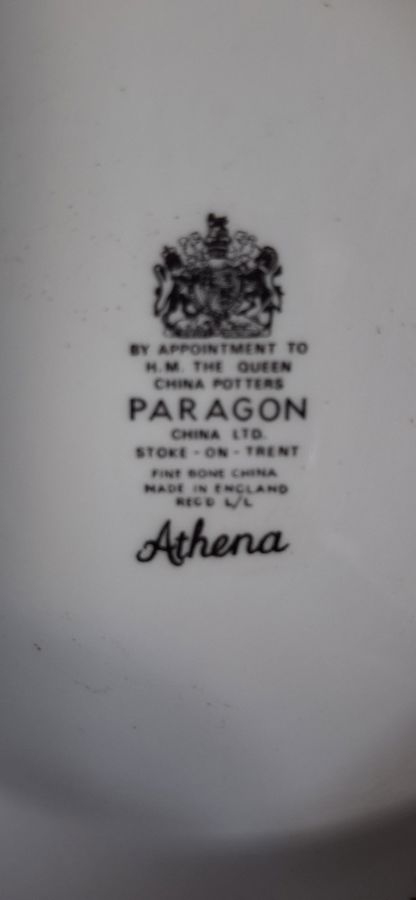 BY APPOINTMENT TO
H.M. THE QUEEN
CHINA POTTERS
PARAGON
CHINA LTD.
STOKE - ON - TRENT
FINE BONE CHINA
MADE IN ENGLAND
REG'D L/L
Athena